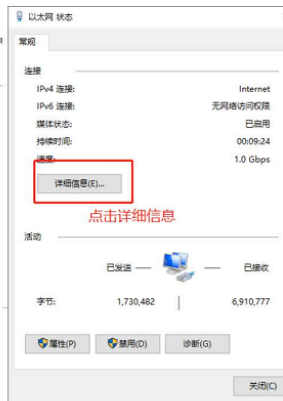 以太网 状态
常规
连接
IPv4 连接: Internet
IPv6 连接: 无网络访问权限
媒体状态: 已启用
持续时间: 00:09:24
速度: 1.0 Gbps
详细信息(E)...
点击详细信息
活动
已发送 — — 已接收
字节: 1,730,482 | 6,910,777
属性(P) 禁用(D) 诊断(G)
关闭(C)